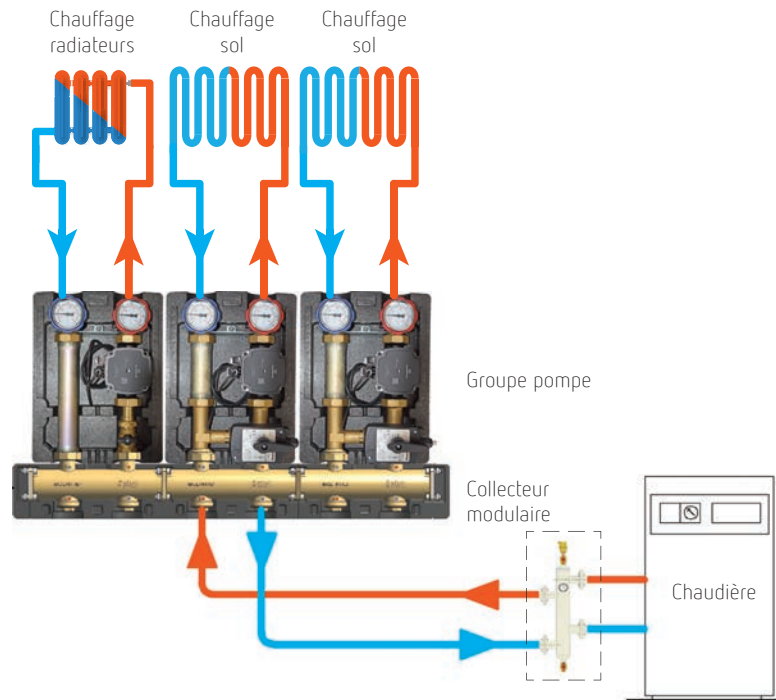 Chauffage
radiateurs
Chauffage
sol
Chauffage
sol
Groupe pompe
Collecteur
modulaire
Chaudière